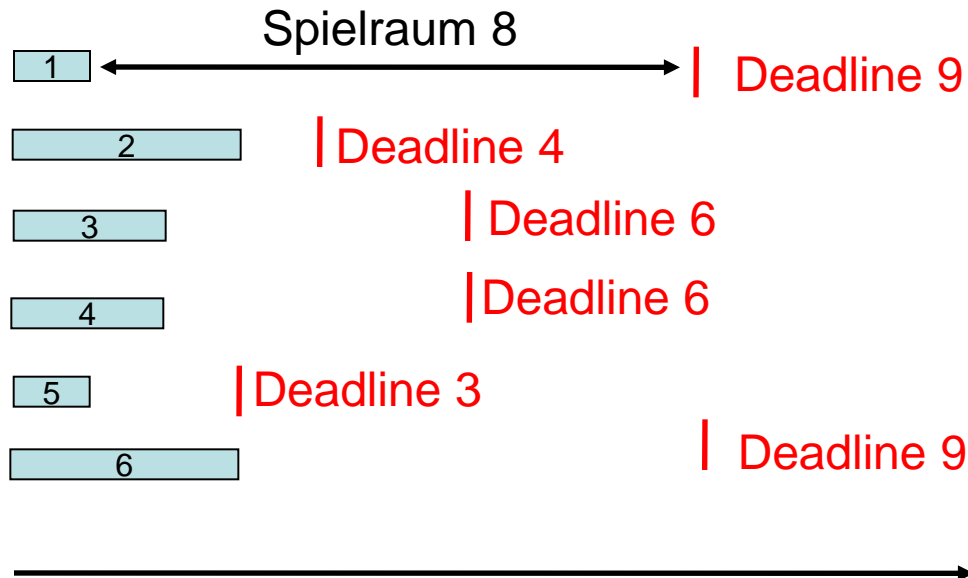 Spielraum 8
1
Deadline 9
2
Deadline 4
3
Deadline 6
4
Deadline 6
5
Deadline 3
6
Deadline 9